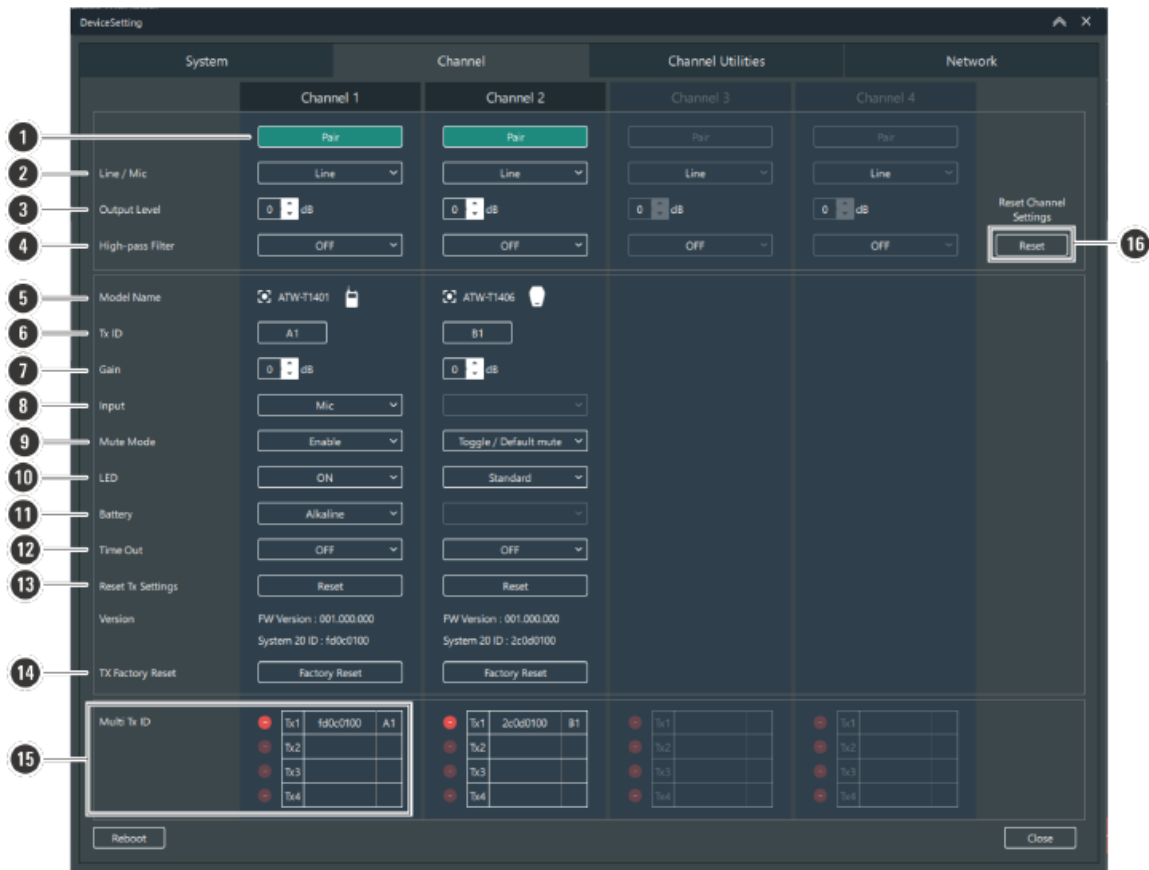 DeviceSetting
System Channel Channel Utilities Network
Channel 1 Channel 2 Channel 3 Channel 4
1 Pair Pair Pair Pair
2 Line / Mic Line Line Line Line
3 Output Level 0 dB 0 dB 0 dB 0 dB
Reset Channel
Settings
4 High-pass Filter OFF OFF OFF OFF Reset 16
5 Model Name ATW-T1401 ATW-T1406
6 Tx ID A1 B1
7 Gain 0 dB 0 dB
8 Input Mic
9 Mute Mode Enable Toggle / Default mute
10 LED ON Standard
11 Battery Alkaline
12 Time Out OFF OFF
13 Reset Tx Settings Reset Reset
Version FW Version : 001.000.000 FW Version : 001.000.000
System 20 ID : fd0c0100 System 20 ID : 2c0d0100
14 TX Factory Reset Factory Reset Factory Reset
Multi Tx ID Tx1 fd0c0100 A1 Tx1 2c0d0100 B1 Tx1 Tx1
Tx2 Tx2 Tx2 Tx2
15 Tx3 Tx3 Tx3 Tx3
Tx4 Tx4 Tx4 Tx4
Reboot Close